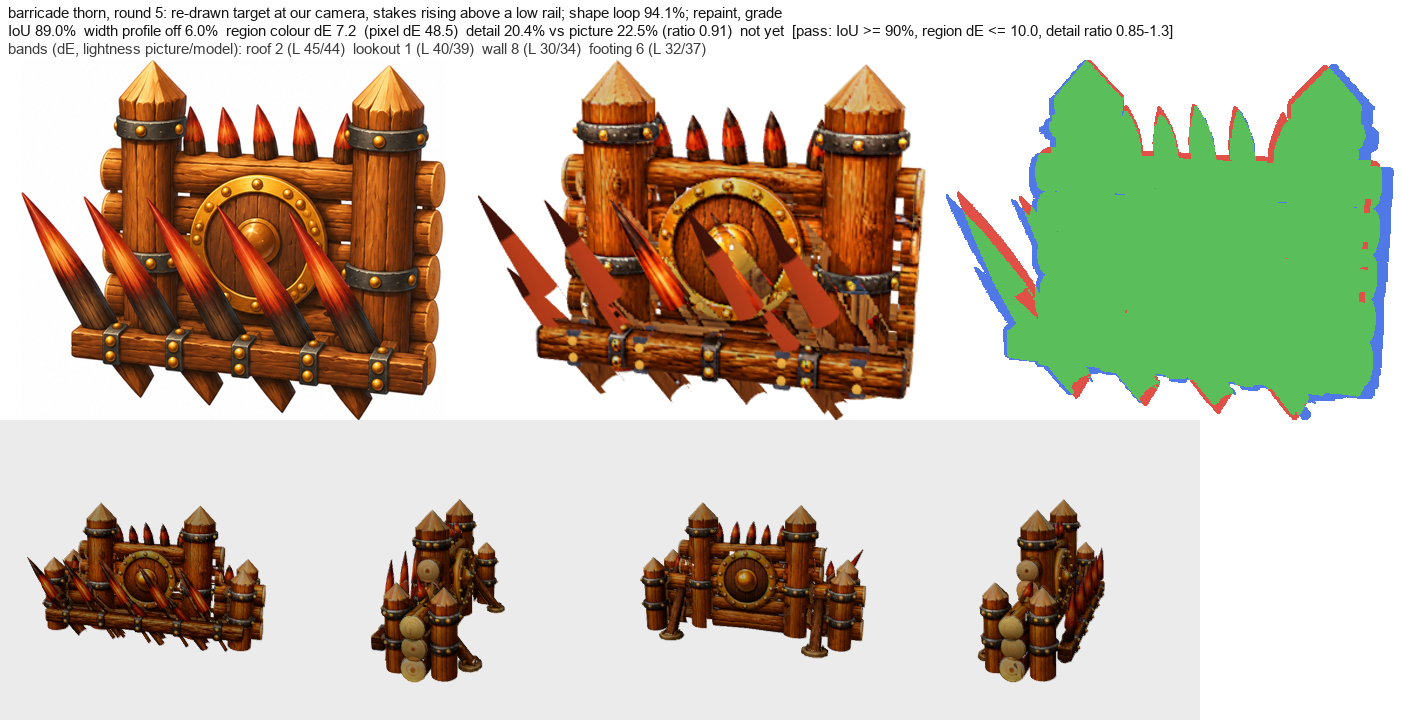 barricade thorn, round 5: re-drawn target at our camera, stakes rising above a low rail; shape loop 94.1%; repaint, grade
IoU 89.0%  width profile off 6.0%  region colour dE 7.2  (pixel dE 48.5)  detail 20.4% vs picture 22.5% (ratio 0.91)  not yet  [pass: IoU >= 90%, region dE <= 10.0, detail ratio 0.85-1.3]
bands (dE, lightness picture/model): roof 2 (L 45/44)  lookout 1 (L 40/39)  wall 8 (L 30/34)  footing 6 (L 32/37)